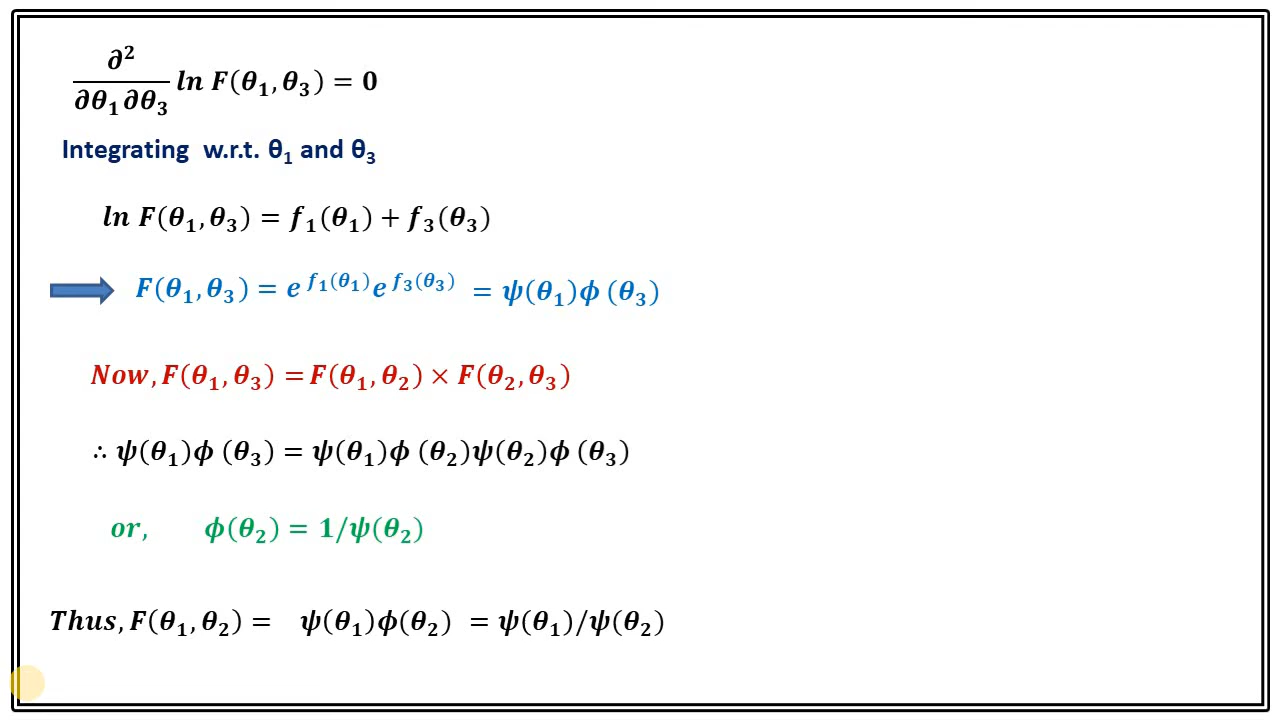 ∂²/∂θ₁∂θ₃ ln F(θ₁,θ₃) = 0
Integrating w.r.t. θ₁ and θ₃
ln F(θ₁,θ₃) = f₁(θ₁) + f₃(θ₃)
F(θ₁,θ₃) = e^{f₁(θ₁)} e^{f₃(θ₃)} = ψ(θ₁)ϕ (θ₃)
Now, F(θ₁,θ₃) = F(θ₁,θ₂) × F(θ₂,θ₃)
∴ ψ(θ₁)ϕ (θ₃) = ψ(θ₁)ϕ (θ₂)ψ(θ₂)ϕ (θ₃)
or, ϕ(θ₂) = 1/ψ(θ₂)
Thus, F(θ₁,θ₂) = ψ(θ₁)ϕ(θ₂) = ψ(θ₁)/ψ(θ₂)